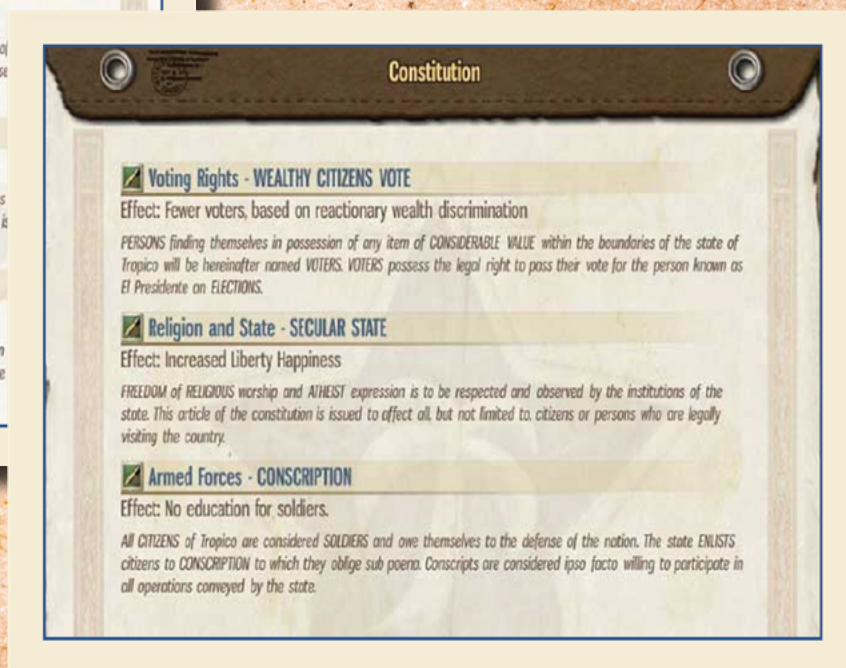 Constitution
Voting Rights - WEALTHY CITIZENS VOTE
Effect: Fewer voters, based on reactionary wealth discrimination
PERSONS finding themselves in possession of any item of CONSIDERABLE VALUE within the boundaries of the state of
Tropico will be hereinafter named VOTERS. VOTERS possess the legal right to pass their vote for the person known as
El Presidente on ELECTIONS.
Religion and State - SECULAR STATE
Effect: Increased Liberty Happiness
FREEDOM of RELIGIOUS worship and ATHEIST expression is to be respected and observed by the institutions of the
state. This article of the constitution is issued to affect all, but not limited to, citizens or persons who are legally
visiting the country.
Armed Forces - CONSCRIPTION
Effect: No education for soldiers.
All CITIZENS of Tropico are considered SOLDIERS and owe themselves to the defense of the nation. The state ENLISTS
citizens to CONSCRIPTION to which they oblige sub poena. Conscripts are considered ipso facto willing to participate in
all operations conveyed by the state.